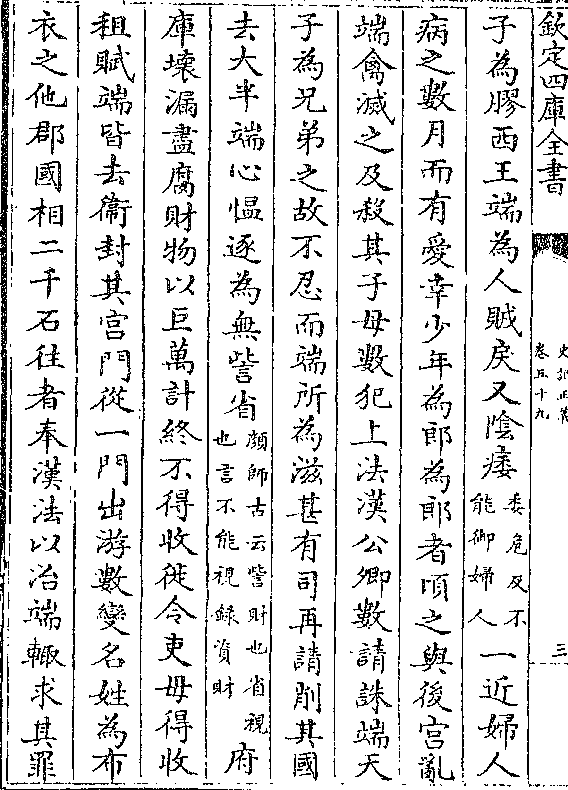 欽定四庫全書
史記正義
卷五十九
三
子為膠西王端為人賊戾又陰痿委危反不能御婦人一近婦人
病之數月而有愛幸少年為郎為郎者頃之與後宫亂
端禽滅之及殺其子母數犯上法漢公卿數請誅端天
子為兄弟之故不忍而端所為滋甚有司再請削其國
去大半端心愠遂為無訾省顔師古云訾財也省視也言不能視録資財府
庫壊漏盡腐財物以巨萬計終不得收徙令吏毋得收
租賦端皆去衞封其宫門從一門出游數變名姓為布
衣之他郡國相二千石往者奉漢法以治端輙求其罪